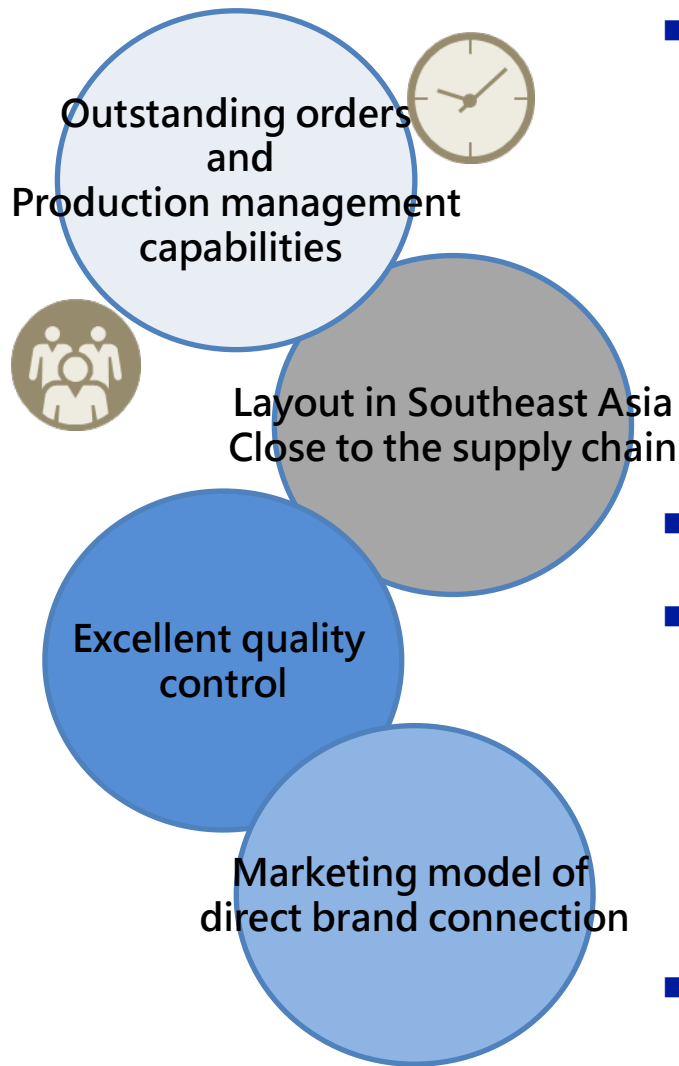 Outstanding orders
and
Production management
capabilities
Layout in Southeast Asia
Close to the supply chain
Excellent quality
control
Marketing model of
direct brand connection